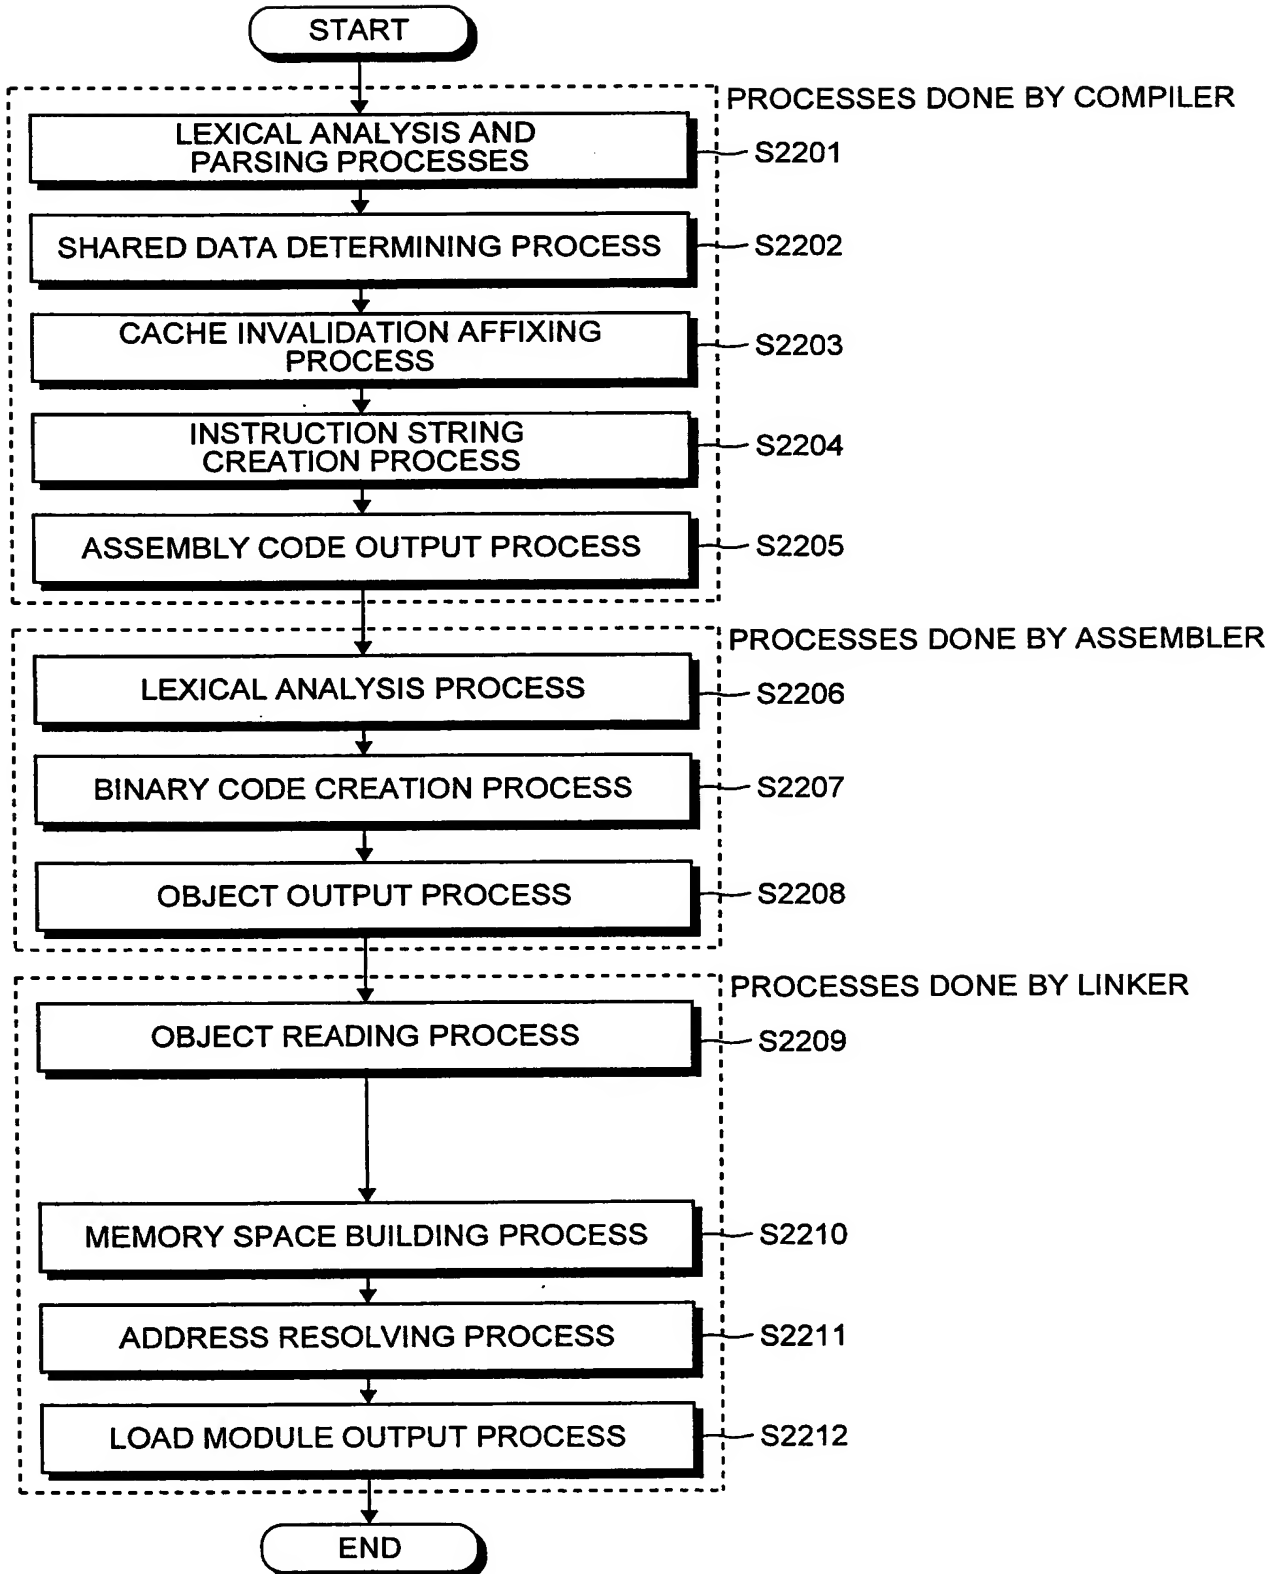 START
PROCESSES DONE BY COMPILER
LEXICAL ANALYSIS AND
PARSING PROCESSES
S2201
SHARED DATA DETERMINING PROCESS
S2202
CACHE INVALIDATION AFFIXING
PROCESS
S2203
INSTRUCTION STRING
CREATION PROCESS
S2204
ASSEMBLY CODE OUTPUT PROCESS
S2205
PROCESSES DONE BY ASSEMBLER
LEXICAL ANALYSIS PROCESS
S2206
BINARY CODE CREATION PROCESS
S2207
OBJECT OUTPUT PROCESS
S2208
PROCESSES DONE BY LINKER
OBJECT READING PROCESS
S2209
MEMORY SPACE BUILDING PROCESS
S2210
ADDRESS RESOLVING PROCESS
S2211
LOAD MODULE OUTPUT PROCESS
S2212
END